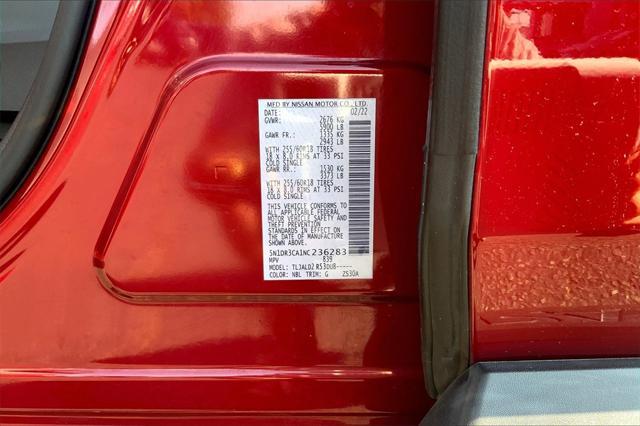 MFD BY NISSAN MOTOR CO., LTD.
DATE: 02/22
GVWR: 2676 KG
5900 LB
GAWR FR.: 1335 KG
2943 LB
WITH 255/60R18 TIRES
18 x 8.0 RIMS AT 33 PSI
COLD SINGLE
GAWR RR.: 1530 KG
3373 LB
WITH 255/60R18 TIRES
18 x 8.0 RIMS AT 33 PSI
COLD SINGLE
THIS VEHICLE CONFORMS TO
ALL APPLICABLE FEDERAL
MOTOR VEHICLE SAFETY AND
THEFT PREVENTION
STANDARDS IN EFFECT ON
THE DATE OF MANUFACTURE
SHOWN ABOVE.
5N1DR3CA1NC236283
MPV 839
MODEL: TLJALD2 R53DUB-----
COLOR: NBL TRIM: G ZS30A